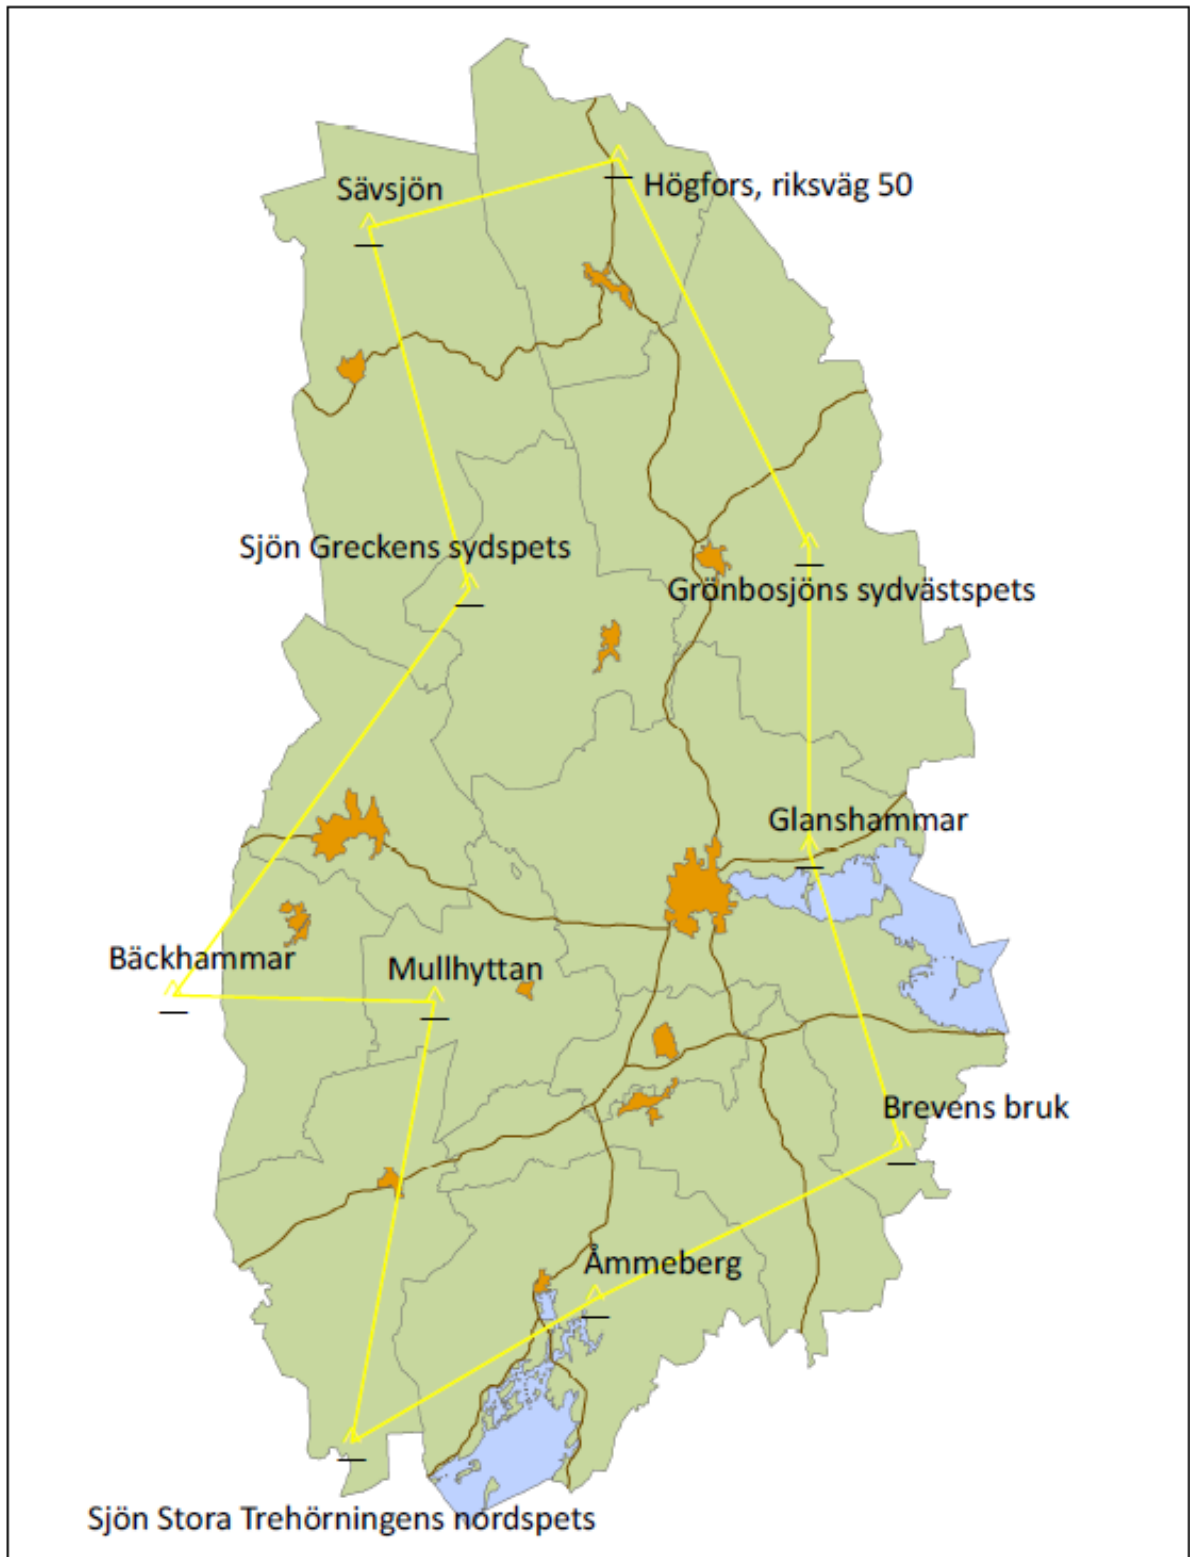 Sävsjön
Högfors, riksväg 50
Sjön Greckens sydspets
Grönbosjöns sydvästspets
Glanshammar
Bäckhammar
Mullhyttan
Brevens bruk
Åmmeberg
Sjön Stora Trehörningens nordspets